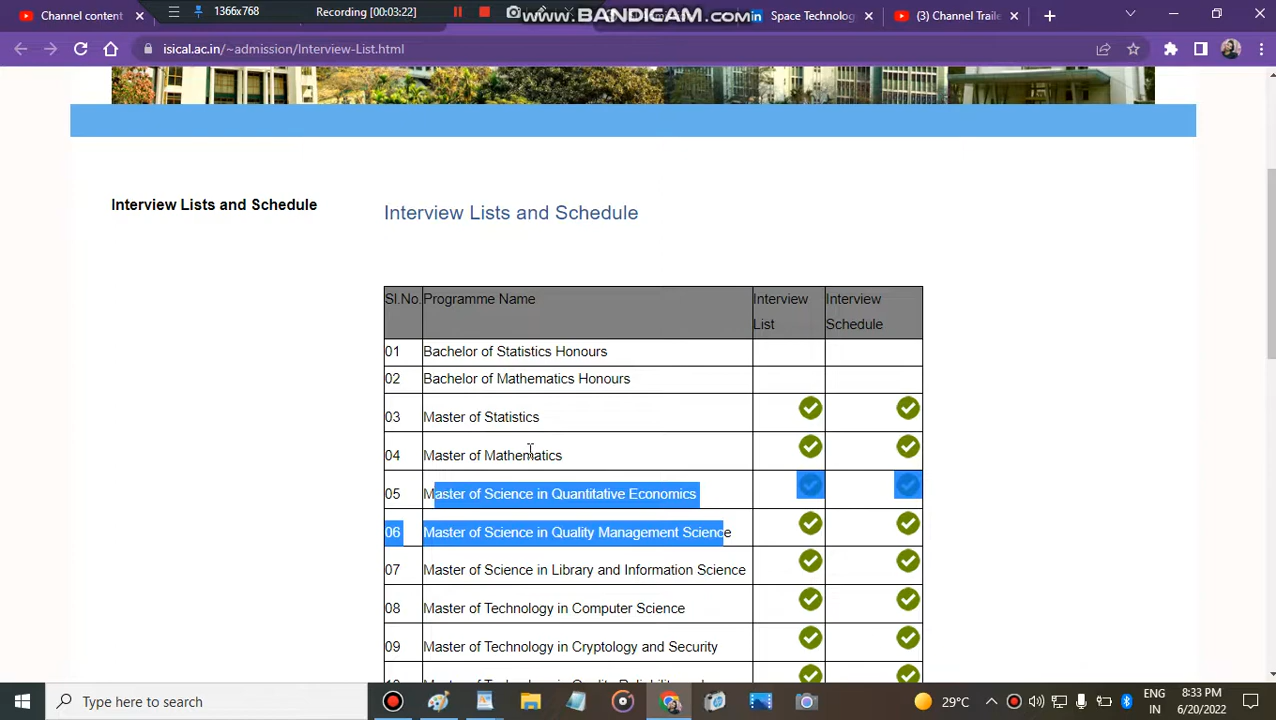 Channel content
1366x768
Recording [00:03:22]
www.BANDICAM.com
Space Technolog
(3) Channel Traile
isical.ac.in/~admission/Interview-List.html
Interview Lists and Schedule
Interview Lists and Schedule
Sl.No. Programme Name Interview List Interview Schedule
01 Bachelor of Statistics Honours
02 Bachelor of Mathematics Honours
03 Master of Statistics
04 Master of Mathematics
05 Master of Science in Quantitative Economics
06 Master of Science in Quality Management Science
07 Master of Science in Library and Information Science
08 Master of Technology in Computer Science
09 Master of Technology in Cryptology and Security
Type here to search
29°C
ENG
IN
8:33 PM
6/20/2022